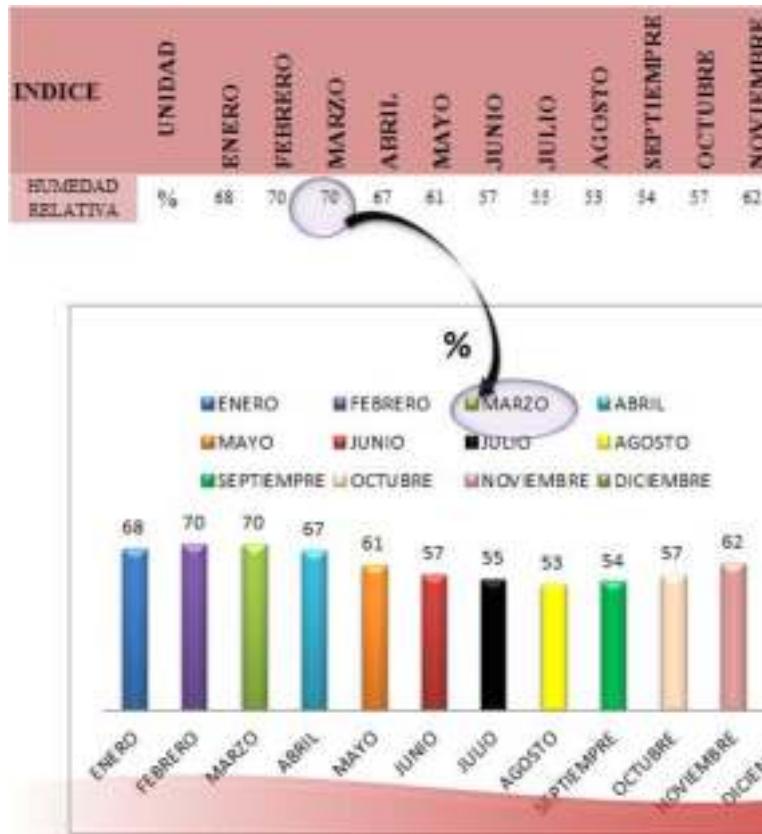 INDICE UNIDAD ENERO FEBRERO MARZO ABRIL MAYO JUNIO JULIO AGOSTO SEPTIEMPRE OCTUBRE NOVIEMBRE
HUMEDAD
RELATIVA % 68 70 70 67 61 57 55 53 54 57 62
%
ENERO FEBRERO MARZO ABRIL
MAYO JUNIO JULIO AGOSTO
SEPTIEMPRE OCTUBRE NOVIEMBRE DICIEMBRE
68 70 70 67 61 57 55 53 54 57 62
ENERO FEBRERO MARZO ABRIL MAYO JUNIO JULIO AGOSTO SEPTIEMPRE OCTUBRE NOVIEMBRE DICIEM